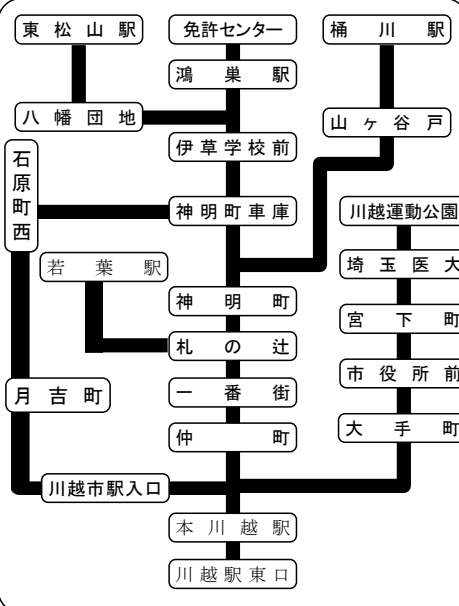 東松山駅
免許センター
桶川駅
鴻巣駅
八幡団地
山ヶ谷戸
伊草学校前
石原町西
神明町車庫
川越運動公園
若葉駅
埼玉医大
神明町
宮下町
札の辻
市役所前
一番街
月吉町
大手町
仲町
川越市駅入口
本川越駅
川越駅東口